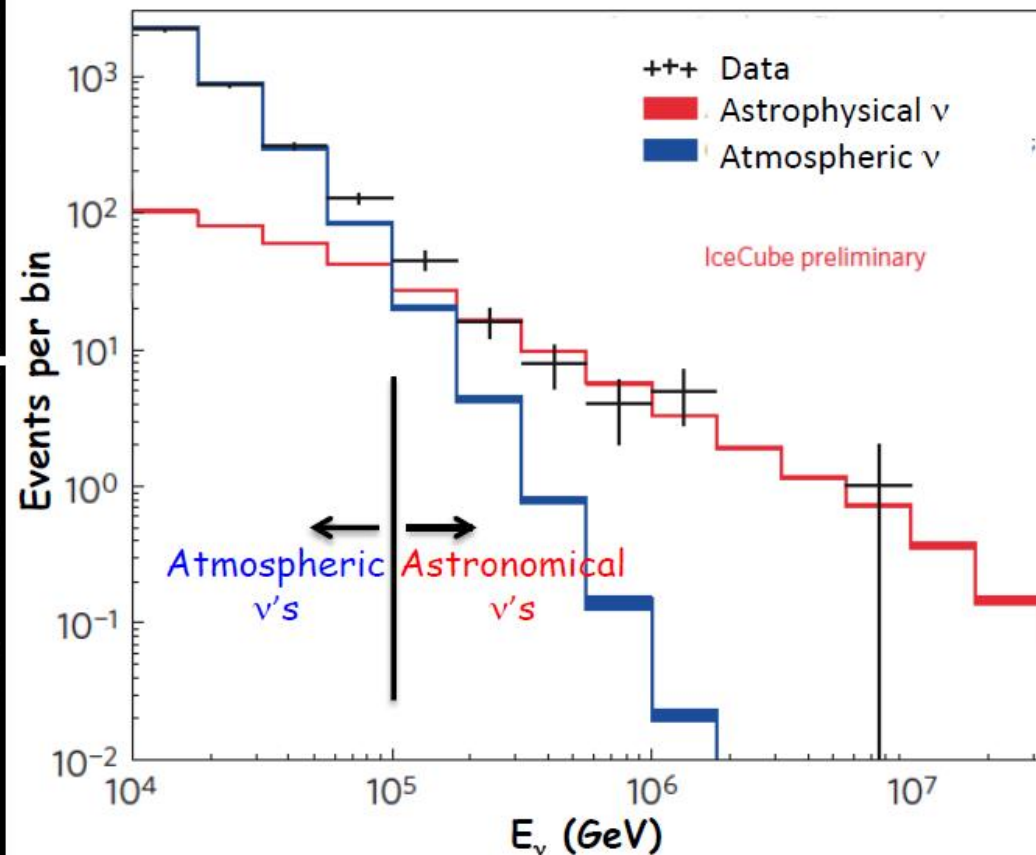 10³
10²
10¹
10⁰
10⁻¹
10⁻²
Events per bin
+++ Data
Astrophysical ν
Atmospheric ν
IceCube preliminary
Atmospheric Astronomical
ν's ν's
10⁴ 10⁵ 10⁶ 10⁷
Eν (GeV)